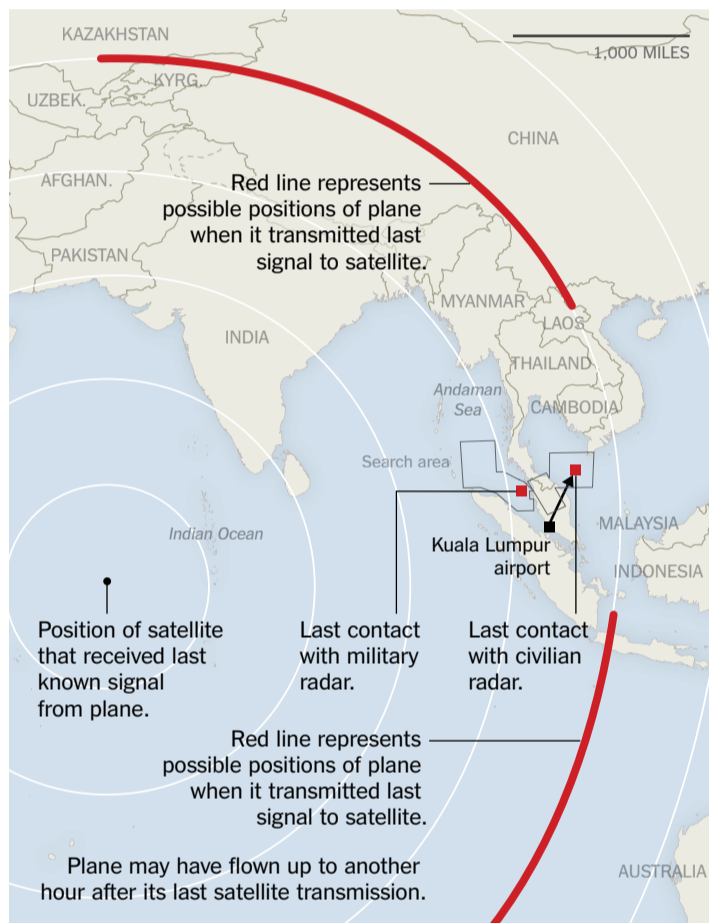 KAZAKHSTAN
1,000 MILES
KYRG.
UZBEK.
CHINA
AFGHAN.
Red line represents
possible positions of plane
when it transmitted last
signal to satellite.
PAKISTAN
MYANMAR
LAOS
INDIA
THAILAND
Andaman
Sea
CAMBODIA
Search area
Indian Ocean
MALAYSIA
Kuala Lumpur
airport
INDONESIA
Position of satellite
that received last
known signal
from plane.
Last contact
with military
radar.
Last contact
with civilian
radar.
Red line represents
possible positions of plane
when it transmitted last
signal to satellite.
Plane may have flown up to another
hour after its last satellite transmission.
AUSTRALIA